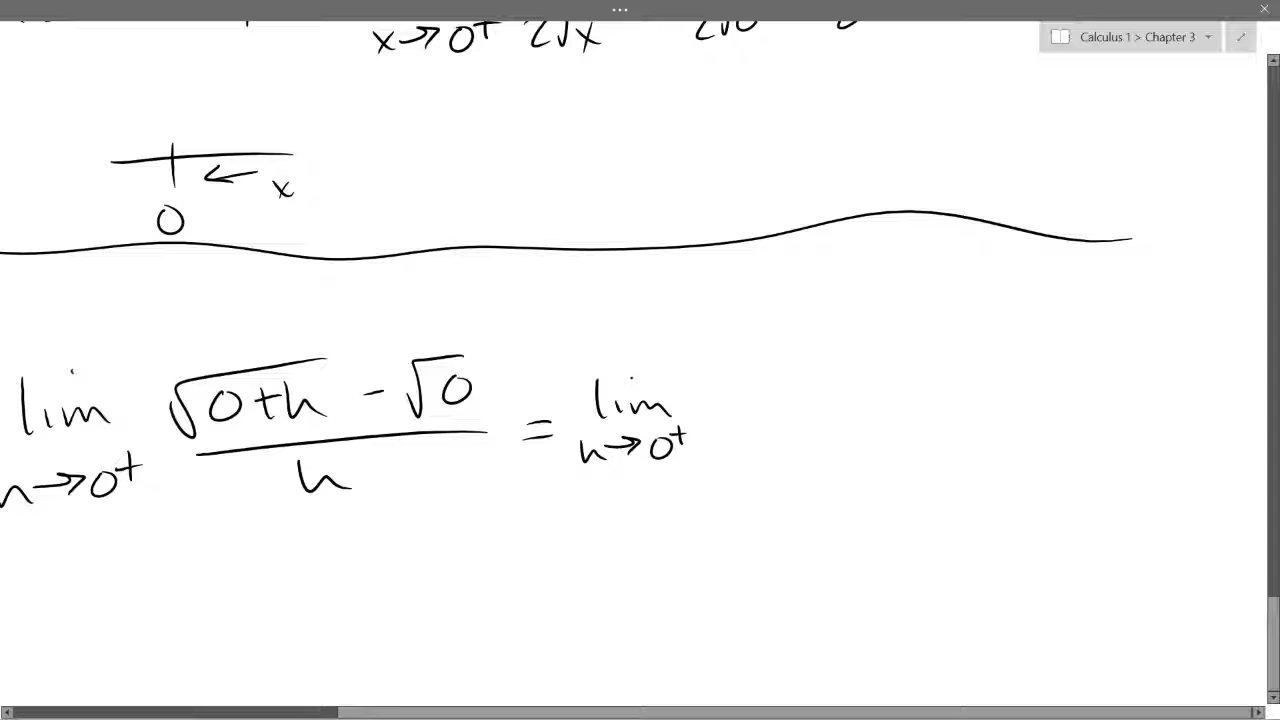 Calculus 1 > Chapter 3
x→0⁺ 2√x
x
0
lim h→0⁺ (√(0+h) - √0)/h = lim h→0⁺